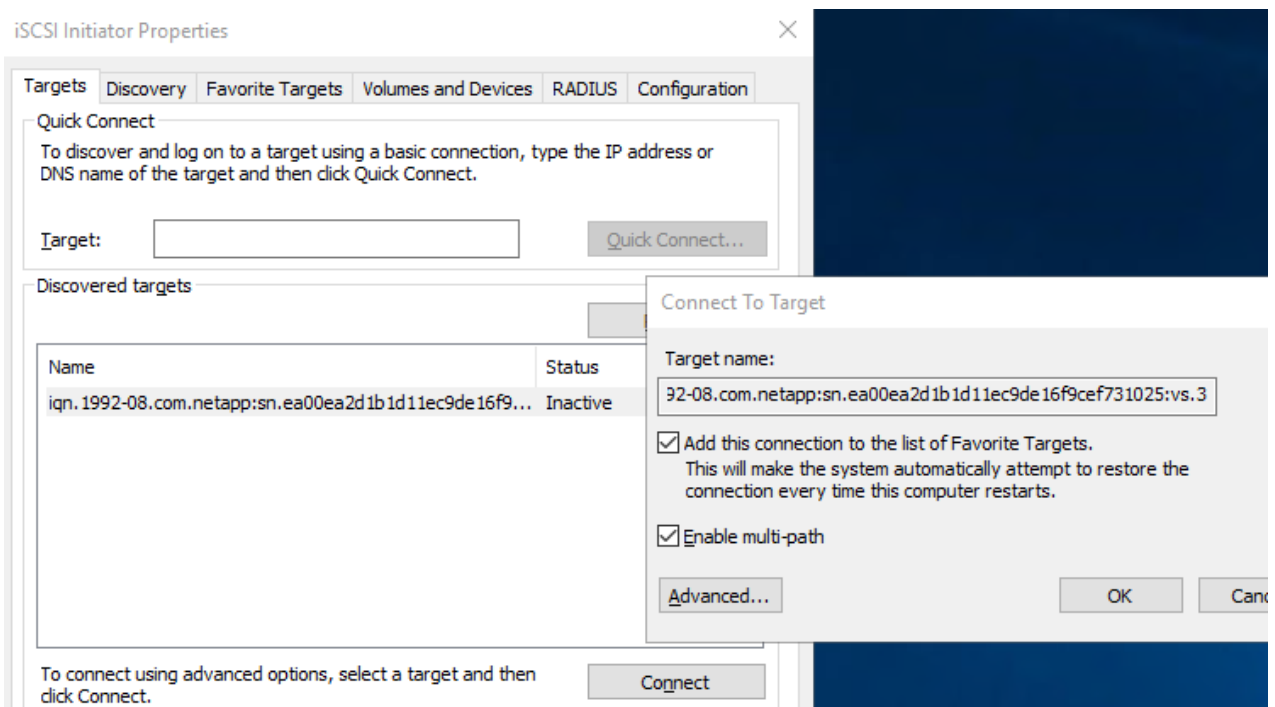 iSCSI Initiator Properties
Targets Discovery Favorite Targets Volumes and Devices RADIUS Configuration
Quick Connect
To discover and log on to a target using a basic connection, type the IP address or
DNS name of the target and then click Quick Connect.
Target:
Quick Connect...
Discovered targets
Name Status
iqn.1992-08.com.netapp:sn.ea00ea2d1b1d11ec9de16f9... Inactive
To connect using advanced options, select a target and then
click Connect.
Connect
Connect To Target
Target name:
92-08.com.netapp:sn.ea00ea2d1b1d11ec9de16f9cef731025:vs.3
Add this connection to the list of Favorite Targets.
This will make the system automatically attempt to restore the
connection every time this computer restarts.
Enable multi-path
Advanced...
OK